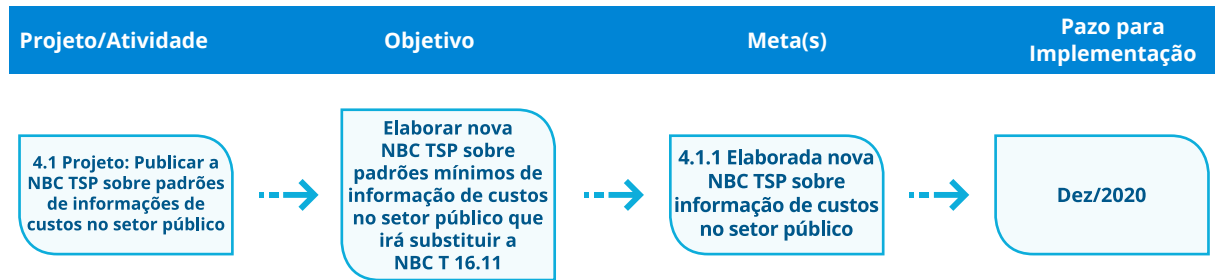 Projeto/Atividade
Objetivo
Meta(s)
Pazo para
Implementação
4.1 Projeto: Publicar a
NBC TSP sobre padrões
de informações de
custos no setor público
Elaborar nova
NBC TSP sobre
padrões mínimos de
informação de custos
no setor público que
irá substituir a
NBC T 16.11
4.1.1 Elaborada nova
NBC TSP sobre
informação de custos
no setor público
Dez/2020